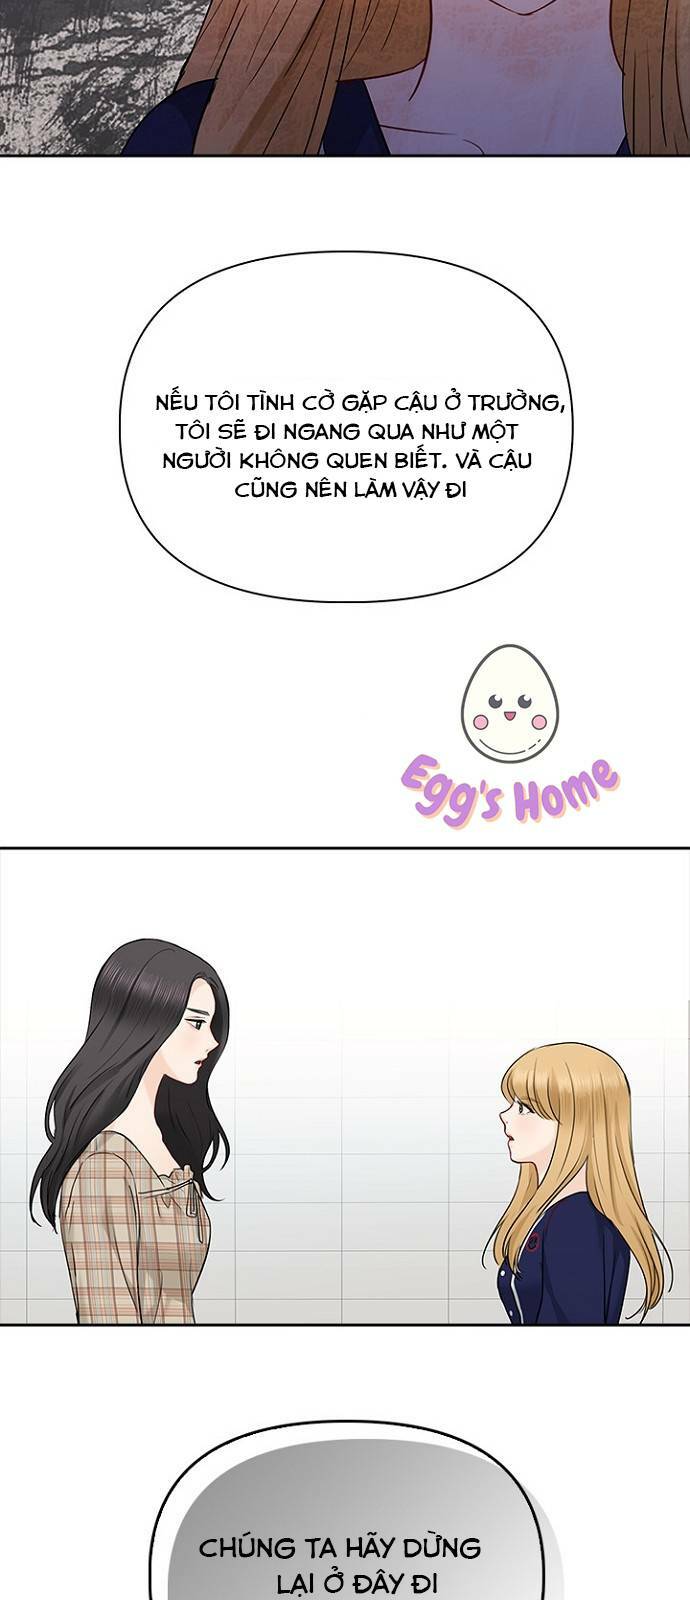 NẾU TÔI TÌNH CỜ GẶP CẬU Ở TRƯỜNG,
TÔI SẼ ĐI NGANG QUA NHƯ MỘT
NGƯỜI KHÔNG QUEN BIẾT. VÀ CẬU
CŨNG NÊN LÀM VẬY ĐI
Egg's Home
CHÚNG TA HÃY DỪNG
LẠI Ở ĐÂY ĐI